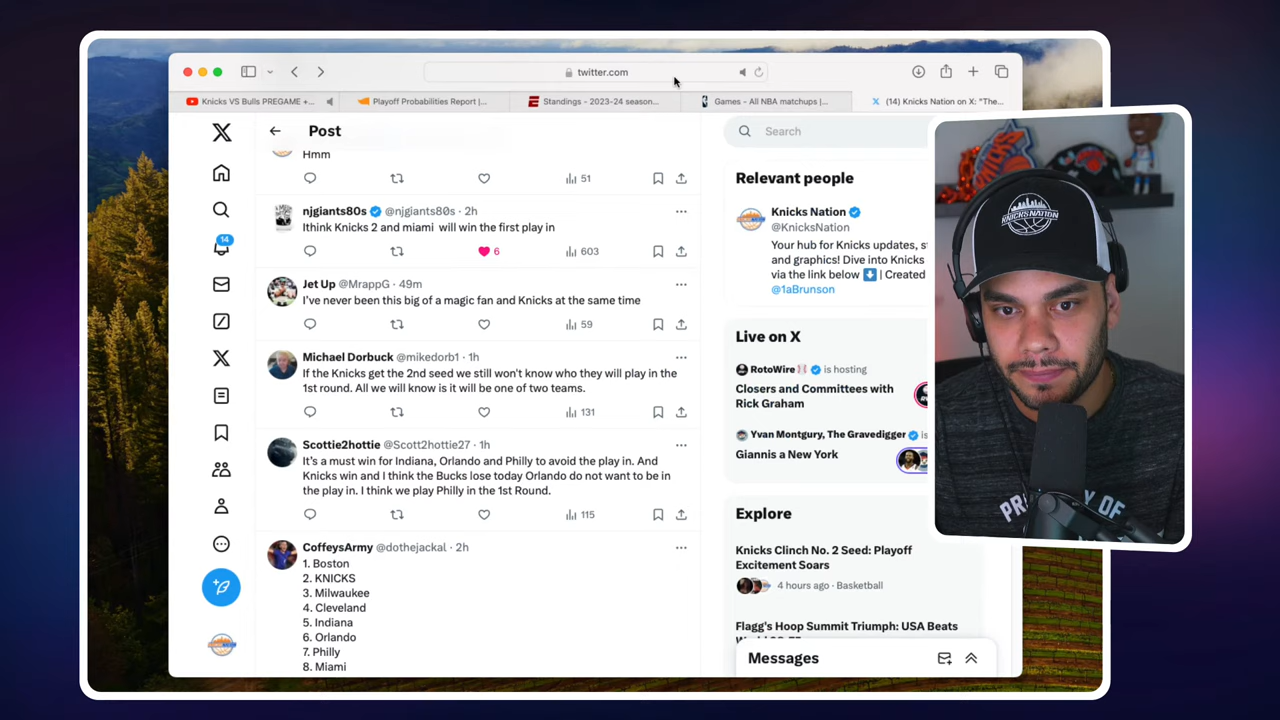 twitter.com
Knicks VS Bulls PREGAME +...
Playoff Probabilities Report |...
Standings - 2023-24 season...
Games - All NBA matchups |...
(14) Knicks Nation on X: "The...
Post
Search
Hmm
51
njgiants80s @njgiants80s · 2h
Ithink Knicks 2 and miami will win the first play in
6
603
Jet Up @MrappG · 49m
I've never been this big of a magic fan and Knicks at the same time
59
Michael Dorbuck @mikedorb1 · 1h
If the Knicks get the 2nd seed we still won't know who they will play in the
1st round. All we will know is it will be one of two teams.
131
Scottie2hottie @Scott2hottie27 · 1h
It's a must win for Indiana, Orlando and Philly to avoid the play in. And
Knicks win and I think the Bucks lose today Orlando do not want to be in
the play in. I think we play Philly in the 1st Round.
115
CoffeysArmy @dothejackal · 2h
1. Boston
2. KNICKS
3. Milwaukee
4. Cleveland
5. Indiana
6. Orlando
7. Philly
8. Miami
14
Relevant people
Knicks Nation
@KnicksNation
Your hub for Knicks updates, s
and graphics! Dive into Knicks
via the link below | Created
@1aBrunson
Live on X
RotoWire is hosting
Closers and Committees with
Rick Graham
Yvan Montgury, The Gravedigger is
Giannis a New York
Explore
Knicks Clinch No. 2 Seed: Playoff
Excitement Soars
4 hours ago · Basketball
Flagg's Hoop Summit Triumph: USA Beats
Messages
KNICKS NATION
PROPERTY OF